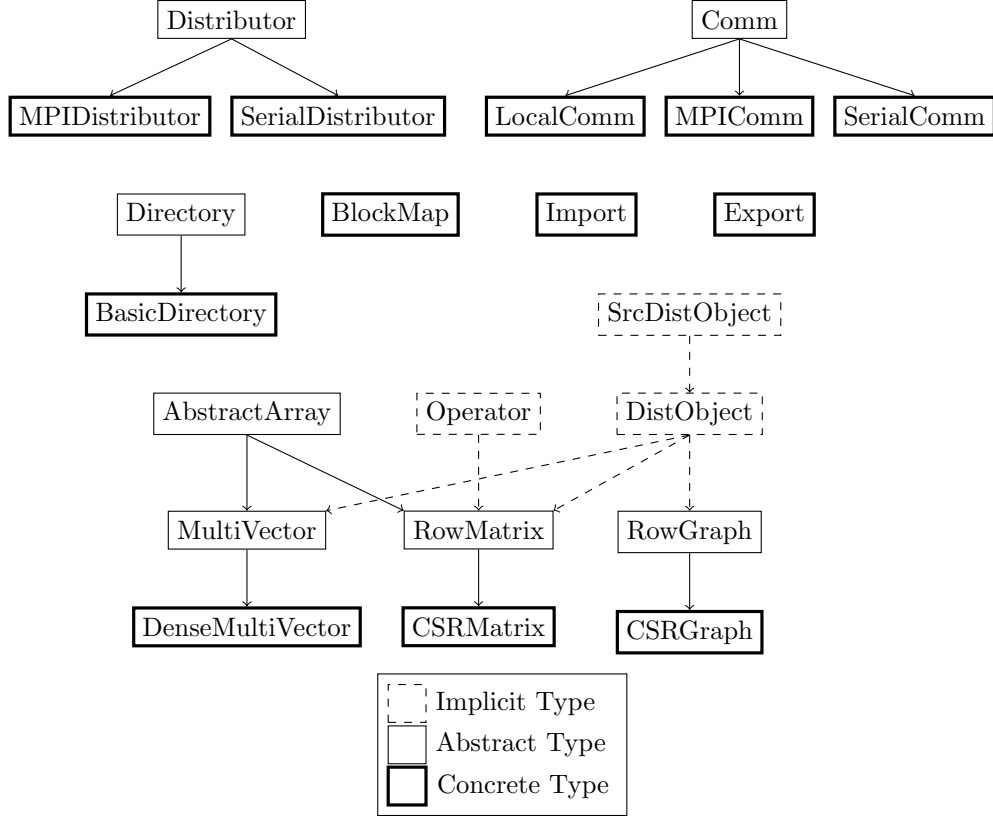 Distributor
Comm
MPIDistributor
SerialDistributor
LocalComm
MPIComm
SerialComm
Directory
BlockMap
Import
Export
BasicDirectory
SrcDistObject
AbstractArray
Operator
DistObject
MultiVector
RowMatrix
RowGraph
DenseMultiVector
CSRMatrix
CSRGraph
Implicit Type
Abstract Type
Concrete Type